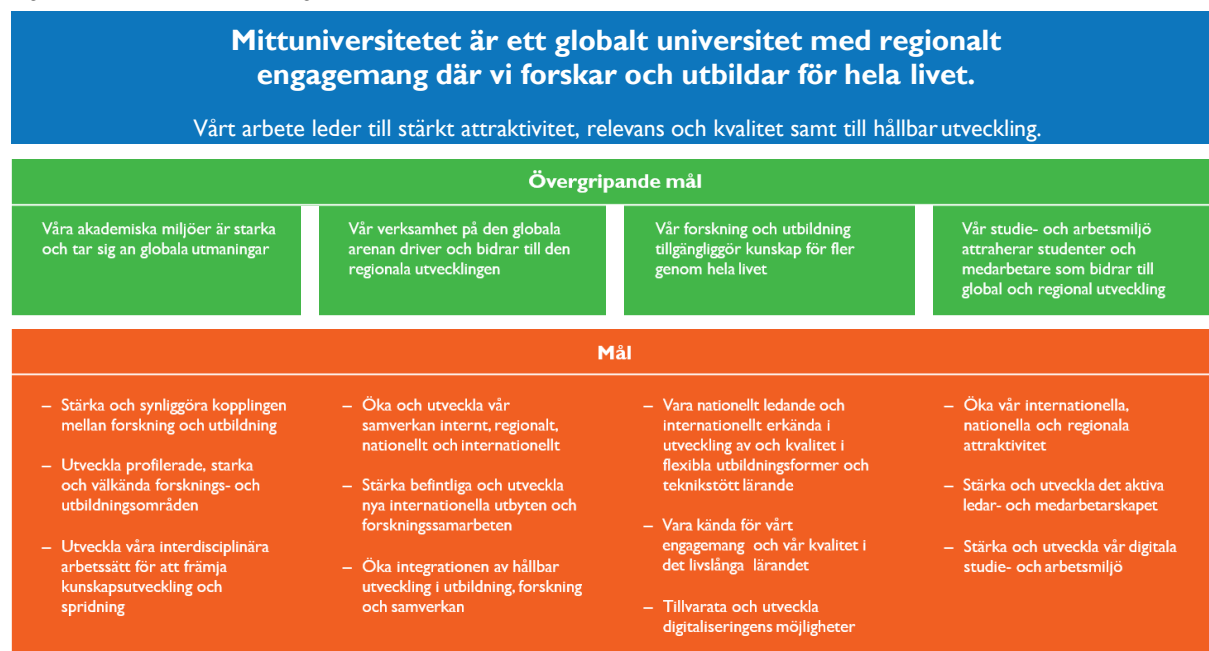 Mittuniversitetet är ett globalt universitet med regionalt
engagemang där vi forskar och utbildar för hela livet.
Vårt arbete leder till stärkt attraktivitet, relevans och kvalitet samt till hållbar utveckling.
Övergripande mål
Våra akademiska miljöer är starka
och tar sig an globala utmaningar
Vår verksamhet på den globala
arenan driver och bidrar till den
regionala utvecklingen
Vår forskning och utbildning
tillgängliggör kunskap för fler
genom hela livet
Vår studie- och arbetsmiljö
attraherar studenter och
medarbetare som bidrar till
global och regional utveckling
Mål
– Stärka och synliggöra kopplingen
mellan forskning och utbildning
– Utveckla profilerade, starka
och välkända forsknings- och
utbildningsområden
– Utveckla våra interdisciplinära
arbetssätt för att främja
kunskapsutveckling och
spridning
– Öka och utveckla vår
samverkan internt, regionalt,
nationellt och internationellt
– Stärka befintliga och utveckla
nya internationella utbyten och
forskningssamarbeten
– Öka integrationen av hållbar
utveckling i utbildning, forskning
och samverkan
– Vara nationellt ledande och
internationellt erkända i
utveckling av och kvalitet i
flexibla utbildningsformer och
teknikstött lärande
– Vara kända för vårt
engagemang och vår kvalitet i
det livslånga lärandet
– Tillvarata och utveckla
digitaliseringens möjligheter
– Öka vår internationella,
nationella och regionala
attraktivitet
– Stärka och utveckla det aktiva
ledar- och medarbetarskapet
– Stärka och utveckla vår digitala
studie- och arbetsmiljö